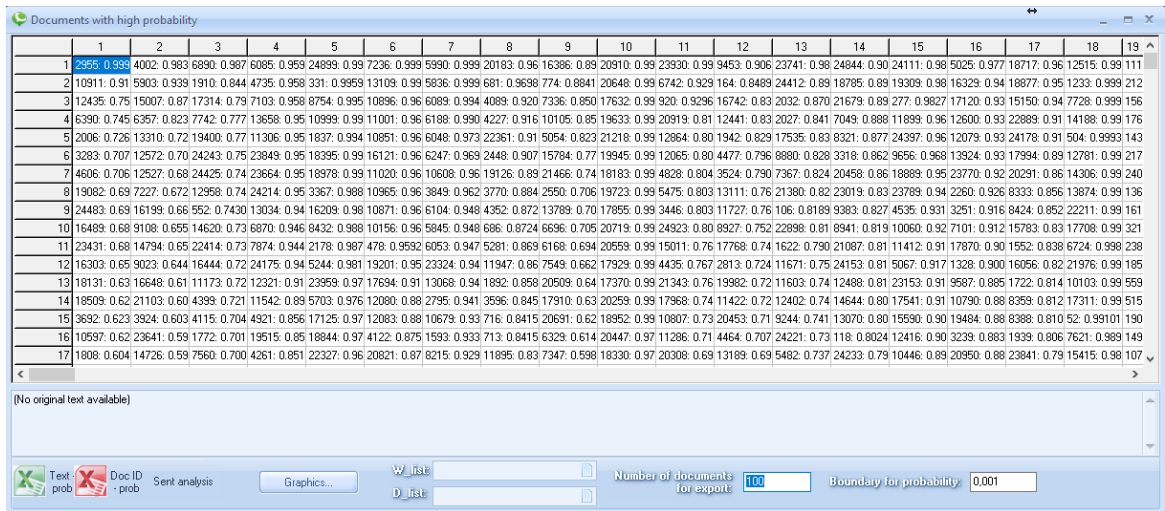 Documents with high probability
1 2 3 4 5 6 7 8 9 10 11 12 13 14 15 16 17 18 19
1 2955: 0.999 4002: 0.983 6890: 0.987 6085: 0.959 24899: 0.99 7236: 0.999 5990: 0.999 20183: 0.96 16386: 0.89 20910: 0.99 23930: 0.99 9453: 0.906 23741: 0.98 24844: 0.90 24111: 0.98 5025: 0.977 18717: 0.96 12515: 0.99 111
2 10911: 0.91 5903: 0.939 1910: 0.844 4735: 0.958 331: 0.9959 13109: 0.99 5836: 0.999 681: 0.9698 774: 0.8841 20648: 0.99 6742: 0.929 164: 0.8489 24412: 0.89 18785: 0.89 19309: 0.98 16329: 0.94 18877: 0.95 1233: 0.999 212
3 12435: 0.75 15007: 0.87 17314: 0.79 7103: 0.958 8754: 0.995 10896: 0.96 6089: 0.994 4089: 0.920 7336: 0.850 17632: 0.99 920: 0.9296 16742: 0.83 2032: 0.870 21679: 0.89 277: 0.9827 17120: 0.93 15150: 0.94 7728: 0.999 156
4 6390: 0.745 6357: 0.823 7742: 0.777 13658: 0.95 10999: 0.99 11001: 0.96 6188: 0.990 4227: 0.916 10105: 0.85 19633: 0.99 20919: 0.81 12441: 0.83 2027: 0.841 7049: 0.888 11899: 0.96 12600: 0.93 22889: 0.91 14188: 0.99 176
5 2006: 0.726 13310: 0.72 19400: 0.77 11306: 0.95 1837: 0.994 10851: 0.96 6048: 0.973 22361: 0.91 5054: 0.823 21218: 0.99 12864: 0.80 1942: 0.829 17535: 0.83 8321: 0.877 24397: 0.96 12079: 0.93 24178: 0.91 504: 0.9993 143
6 3283: 0.707 12572: 0.70 24243: 0.75 23849: 0.95 18395: 0.99 16121: 0.96 6247: 0.969 2448: 0.907 15784: 0.77 19945: 0.99 12065: 0.80 4477: 0.796 8880: 0.828 3318: 0.862 9656: 0.968 13924: 0.93 17994: 0.89 12781: 0.99 217
7 4606: 0.706 12527: 0.68 24425: 0.74 23664: 0.95 18978: 0.99 11020: 0.96 10608: 0.96 19126: 0.89 21466: 0.74 18183: 0.99 4828: 0.804 3524: 0.790 7367: 0.824 20458: 0.86 18889: 0.95 23770: 0.92 20291: 0.86 14306: 0.99 240
8 19082: 0.69 7227: 0.672 12958: 0.74 24214: 0.95 3367: 0.988 10965: 0.96 3849: 0.962 3770: 0.884 2550: 0.706 19723: 0.99 5475: 0.803 13111: 0.76 21380: 0.82 23019: 0.83 23789: 0.94 2260: 0.926 8333: 0.856 13874: 0.99 136
9 24483: 0.69 16199: 0.66 552: 0.7430 13034: 0.94 16209: 0.98 10871: 0.96 6104: 0.948 4352: 0.872 13789: 0.70 17855: 0.99 3446: 0.803 11727: 0.76 106: 0.8189 9383: 0.827 4535: 0.931 3251: 0.916 8424: 0.852 22211: 0.99 161
10 16489: 0.68 9108: 0.655 14620: 0.73 6870: 0.946 8432: 0.988 10156: 0.96 5845: 0.948 686: 0.8724 6696: 0.705 20719: 0.99 24923: 0.80 8927: 0.752 22898: 0.81 8941: 0.819 10060: 0.92 7101: 0.912 15783: 0.83 17708: 0.99 321
11 23431: 0.68 14794: 0.65 22414: 0.73 7874: 0.944 2178: 0.987 478: 0.9592 6053: 0.947 5281: 0.869 6168: 0.694 20559: 0.99 15011: 0.76 17768: 0.74 1622: 0.790 21087: 0.81 11412: 0.91 17870: 0.90 1552: 0.838 6724: 0.998 238
12 16303: 0.65 9023: 0.644 16444: 0.72 24175: 0.94 5244: 0.981 19201: 0.95 23324: 0.94 11947: 0.86 7549: 0.662 17929: 0.99 4435: 0.767 2813: 0.724 11671: 0.75 24153: 0.81 5067: 0.917 1328: 0.900 16056: 0.82 21976: 0.99 185
13 18131: 0.63 16648: 0.61 11173: 0.72 12321: 0.91 23959: 0.97 17694: 0.91 13068: 0.94 1892: 0.858 20509: 0.64 17370: 0.99 21343: 0.76 19982: 0.72 11603: 0.74 12488: 0.81 23153: 0.91 9587: 0.885 1722: 0.814 10103: 0.99 559
14 18509: 0.62 21103: 0.60 4399: 0.721 11542: 0.89 5703: 0.976 12080: 0.88 2795: 0.941 3596: 0.845 17910: 0.63 20259: 0.99 17968: 0.74 11422: 0.72 12402: 0.74 14644: 0.80 17541: 0.91 10790: 0.88 8359: 0.812 17311: 0.99 515
15 3692: 0.623 3924: 0.603 4115: 0.704 4921: 0.856 17125: 0.97 12083: 0.88 10679: 0.93 716: 0.8415 20691: 0.62 18952: 0.99 10807: 0.73 20453: 0.71 9244: 0.741 13070: 0.80 15590: 0.90 19484: 0.88 8388: 0.810 52: 0.99101 190
16 10597: 0.62 23641: 0.59 1772: 0.701 19515: 0.85 18844: 0.97 4122: 0.875 1593: 0.933 713: 0.8415 6329: 0.614 20447: 0.97 11286: 0.71 4464: 0.707 24221: 0.73 118: 0.8024 12416: 0.90 3239: 0.883 1939: 0.806 7621: 0.989 149
17 1808: 0.604 14726: 0.59 7560: 0.700 4261: 0.851 22327: 0.96 20821: 0.87 8215: 0.929 11895: 0.83 7347: 0.598 18330: 0.97 20308: 0.69 13189: 0.69 5482: 0.737 24233: 0.79 10446: 0.89 20950: 0.88 23841: 0.79 15415: 0.98 107
(No original text available)
Text - prob
Doc ID - prob
Sent analysis
Graphics...
W_list:
D_list:
Number of documents
for export: 100
Boundary for probability: 0,001